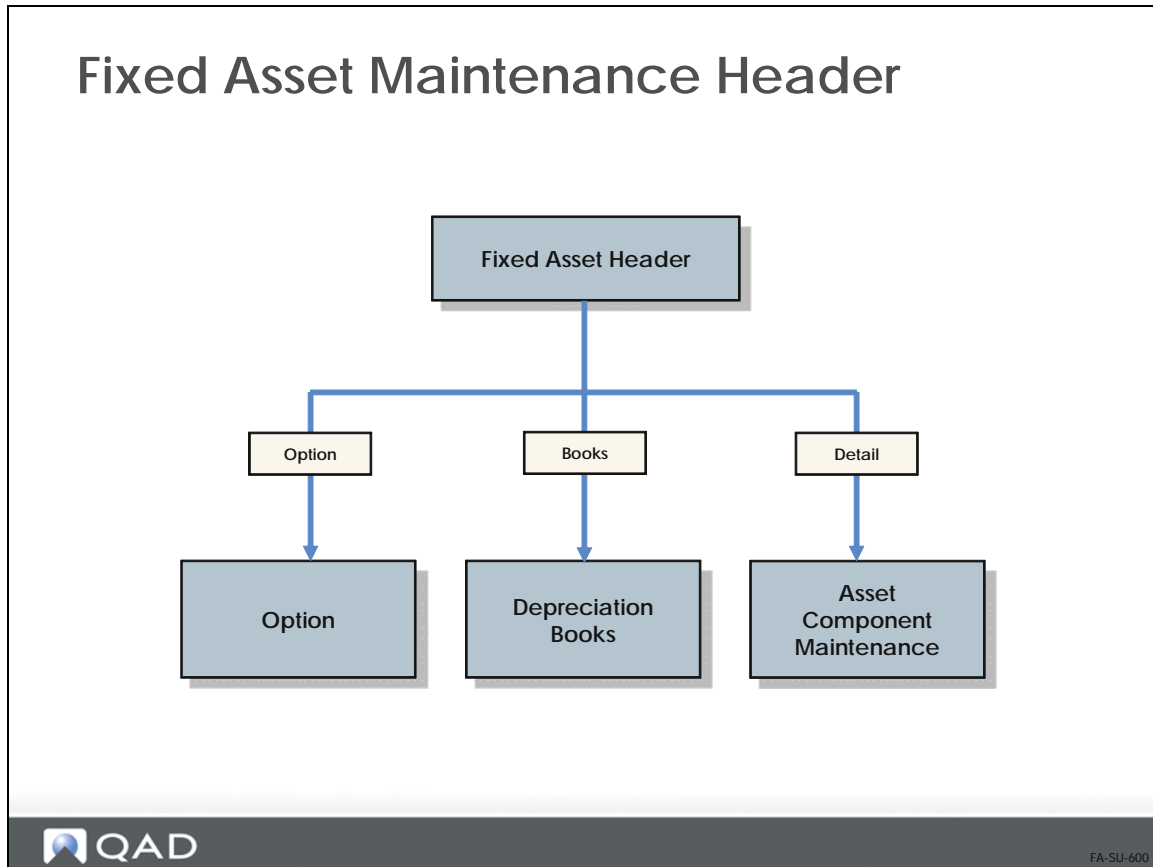 Fixed Asset Maintenance Header
Fixed Asset Header
Option
Books
Detail
Option
Depreciation
Books
Asset
Component
Maintenance
QAD
FA-SU-600